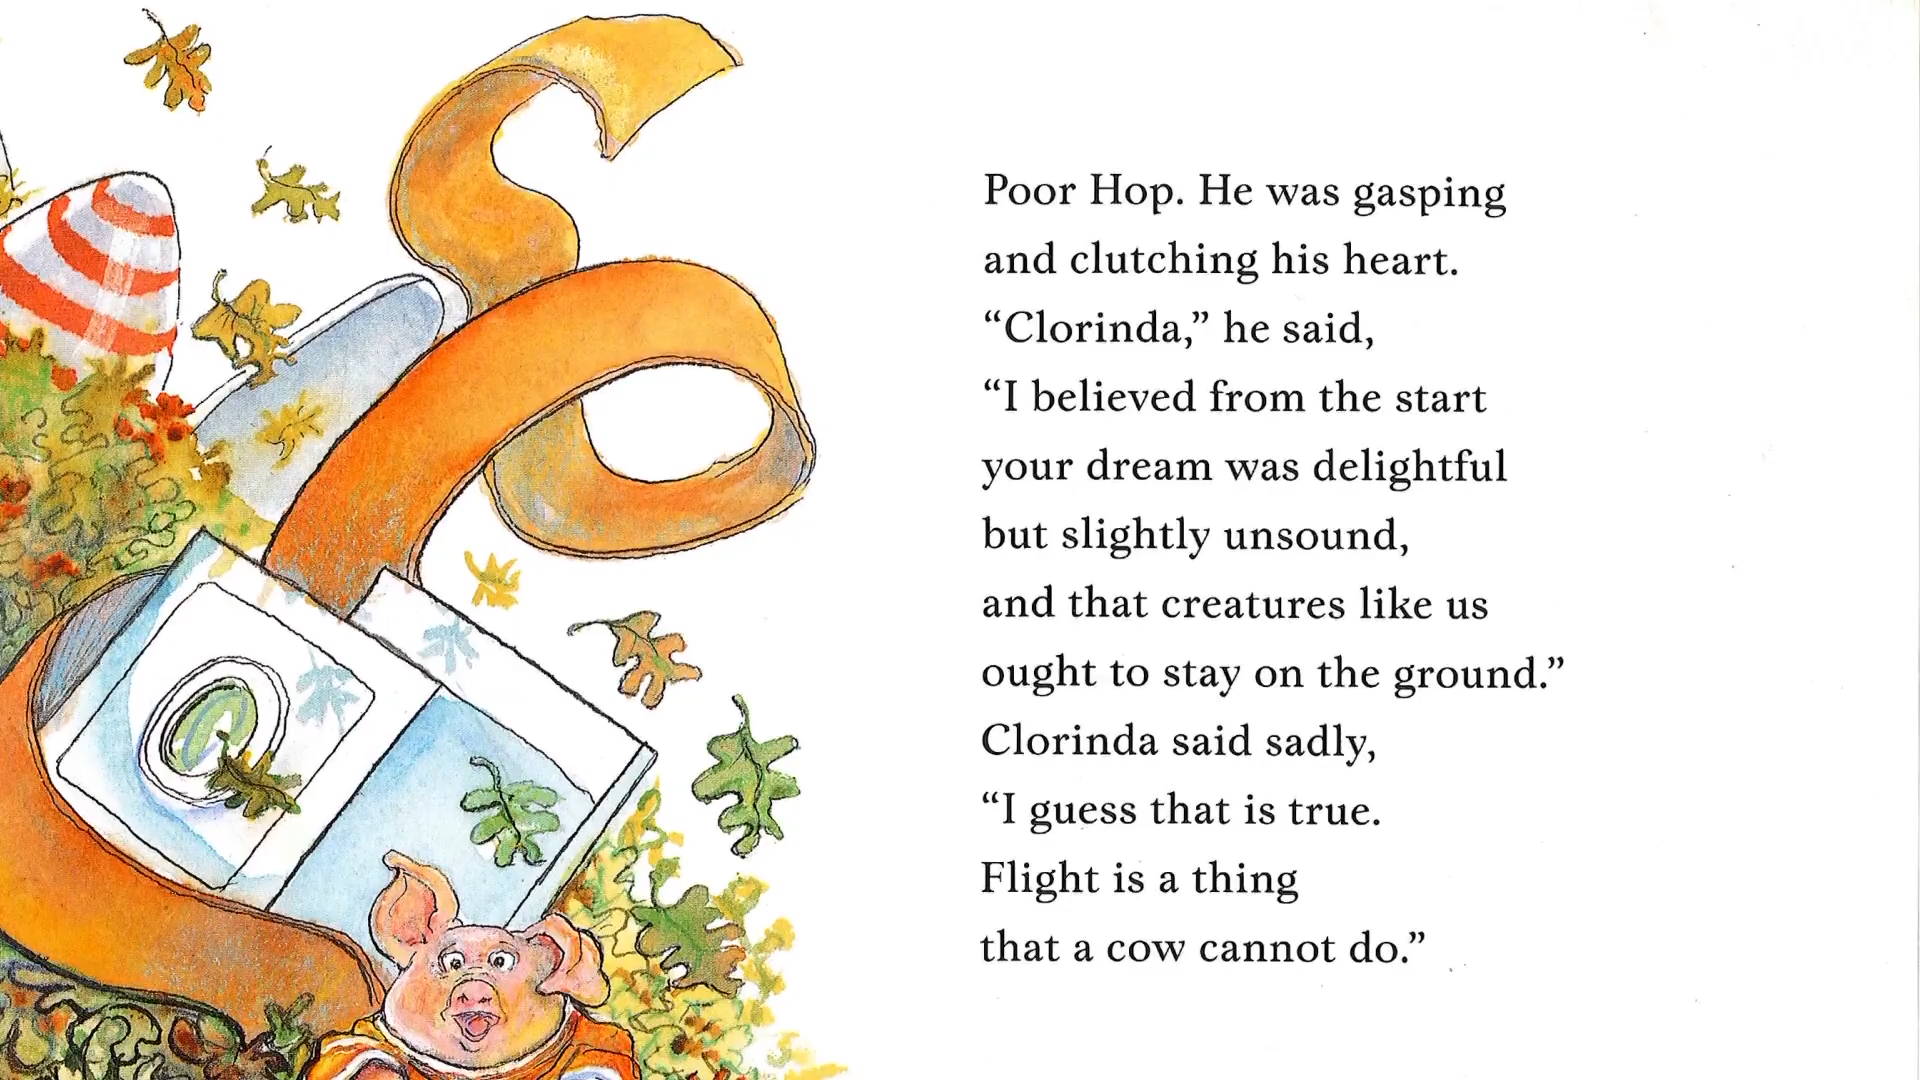 Poor Hop. He was gasping
and clutching his heart.
“Clorinda,” he said,
“I believed from the start
your dream was delightful
but slightly unsound,
and that creatures like us
ought to stay on the ground.”
Clorinda said sadly,
“I guess that is true.
Flight is a thing
that a cow cannot do.”